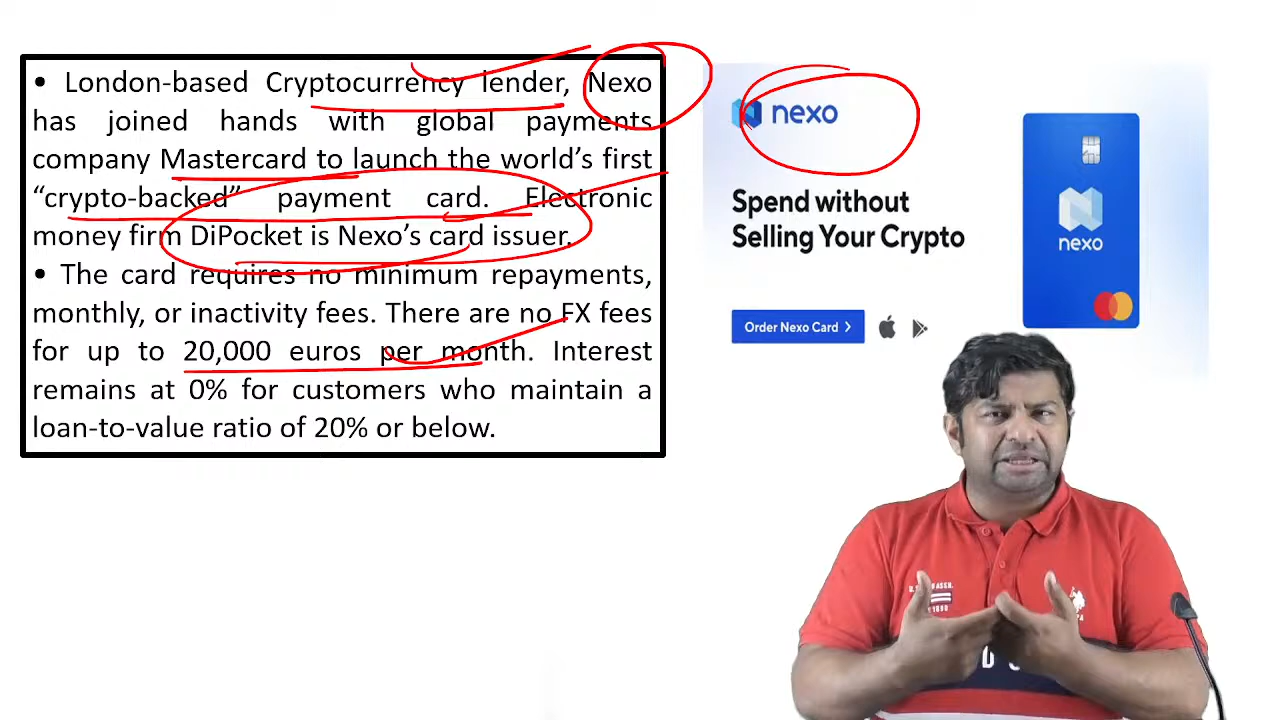 • London-based Cryptocurrency lender, Nexo
has joined hands with global payments
company Mastercard to launch the world’s first
“crypto-backed” payment card. Electronic
money firm DiPocket is Nexo’s card issuer.
• The card requires no minimum repayments,
monthly, or inactivity fees. There are no FX fees
for up to 20,000 euros per month. Interest
remains at 0% for customers who maintain a
loan-to-value ratio of 20% or below.
nexo
Spend without
Selling Your Crypto
Order Nexo Card
nexo
1890